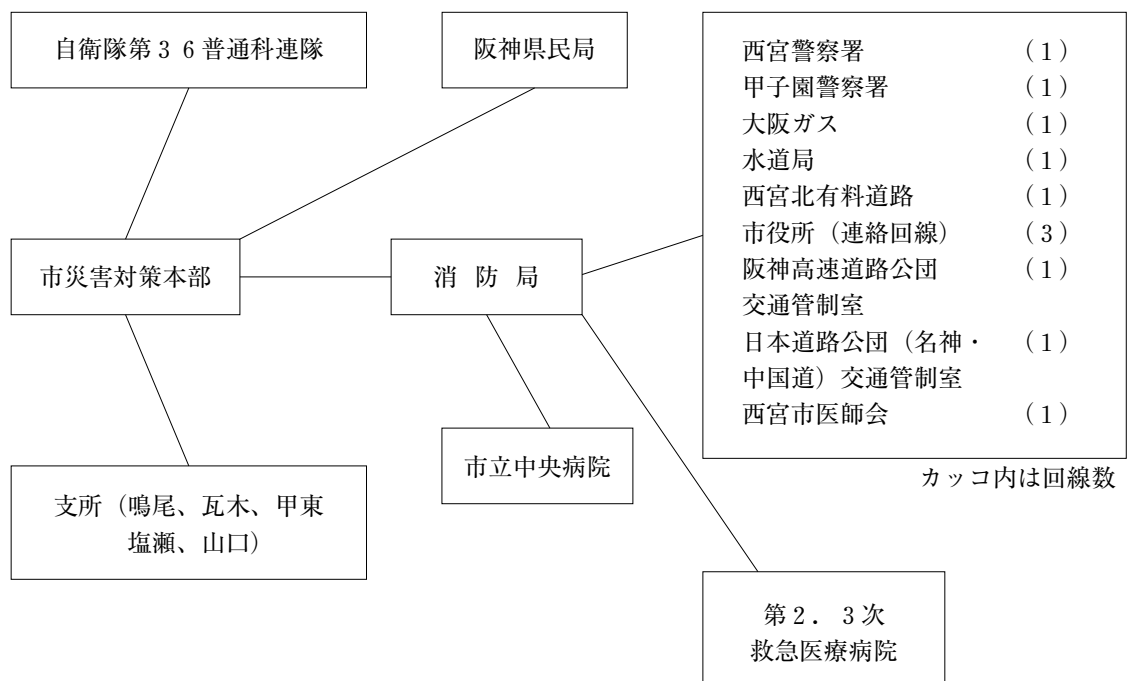 自衛隊第３６普通科連隊
阪神県民局
西宮警察署 （１）
甲子園警察署 （１）
大阪ガス （１）
水道局 （１）
西宮北有料道路 （１）
市役所（連絡回線） （３）
阪神高速道路公団 （１）
交通管制室
日本道路公団（名神・ （１）
中国道）交通管制室
西宮市医師会 （１）
カッコ内は回線数
市災害対策本部
消 防 局
市立中央病院
支所（鳴尾、瓦木、甲東
塩瀬、山口）
第２．３次
救急医療病院